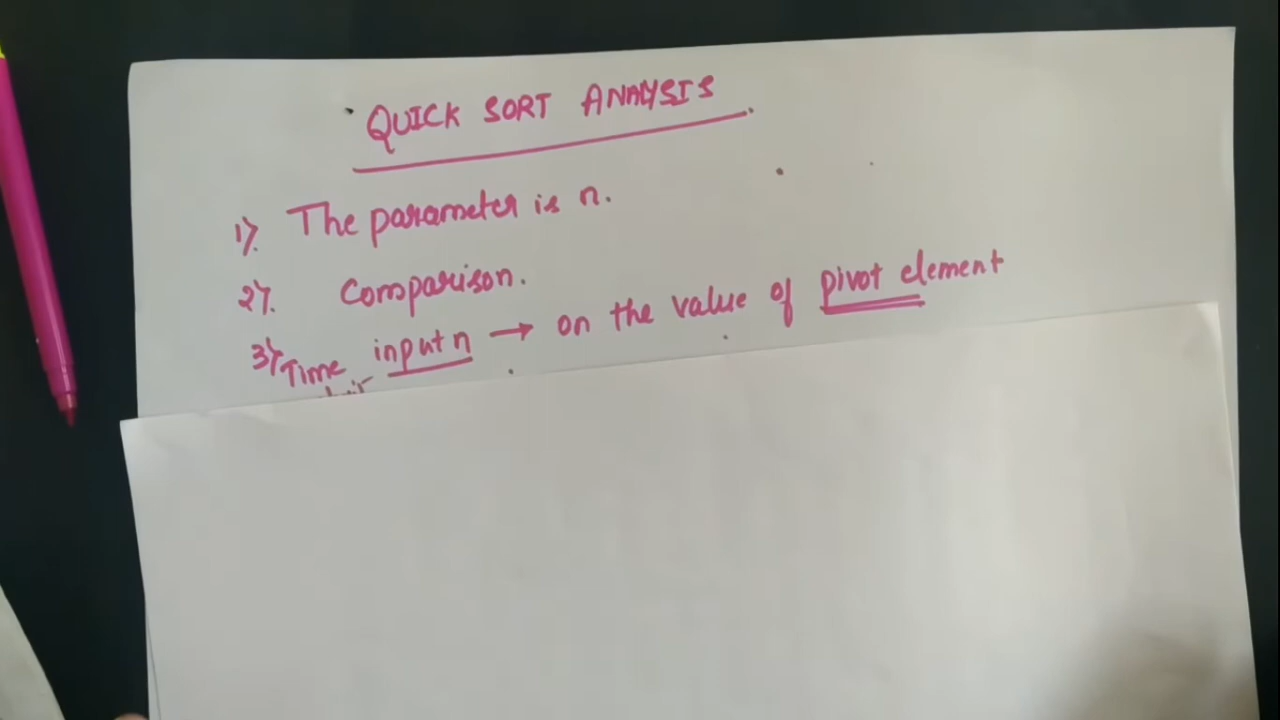 QUICK SORT ANALYSIS
1) The parameter is n.
2) Comparison.
3) Time input n → on the value of pivot element